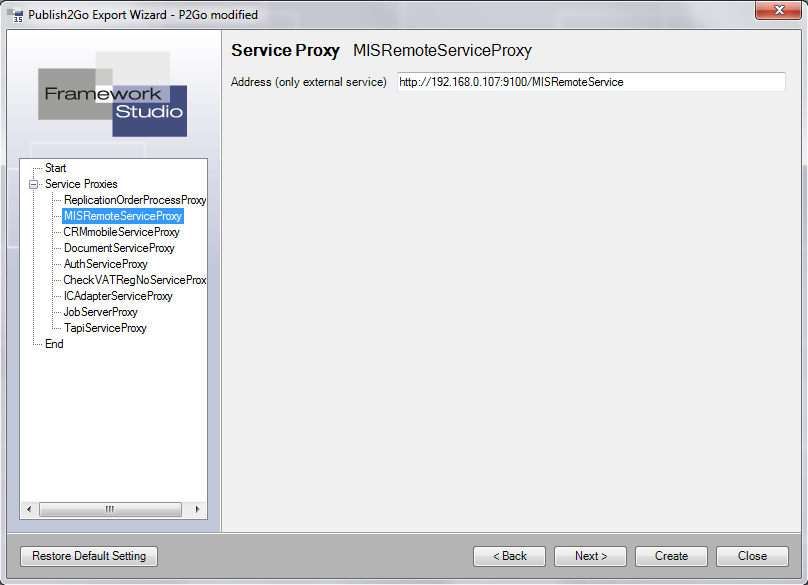 3.5
Publish2Go Export Wizard - P2Go modified
Framework
Studio
Service Proxy MISRemoteServiceProxy
Address (only external service) http://192.168.0.107:9100/MISRemoteService
Start
Service Proxies
ReplicationOrderProcessProxy
MISRemoteServiceProxy
CRMmobileServiceProxy
DocumentServiceProxy
AuthServiceProxy
CheckVATRegNoServiceProx
ICAdapterServiceProxy
JobServerProxy
TapiServiceProxy
End
Restore Default Setting
< Back
Next >
Create
Close